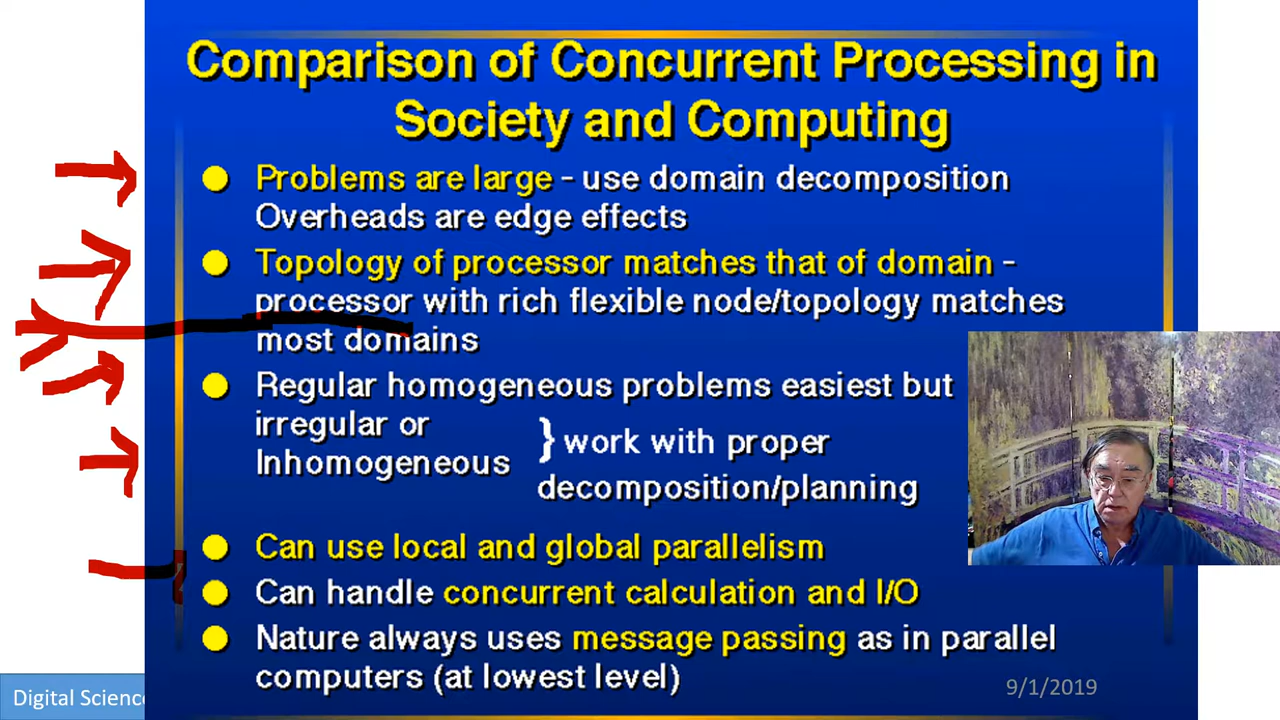 Comparison of Concurrent Processing in
Society and Computing
Problems are large - use domain decomposition
Overheads are edge effects
Topology of processor matches that of domain -
processor with rich flexible node/topology matches
most domains
Regular homogeneous problems easiest but
irregular or
Inhomogeneous
} work with proper
decomposition/planning
Can use local and global parallelism
Can handle concurrent calculation and I/O
Nature always uses message passing as in parallel
computers (at lowest level)
Digital Science
9/1/2019